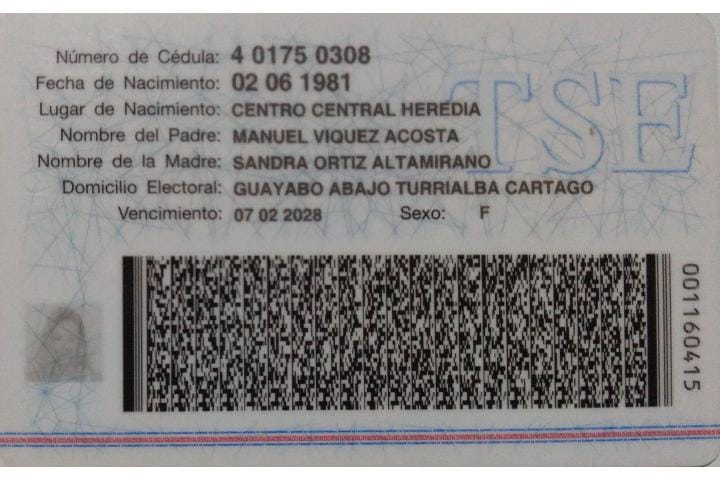 Número de Cédula: 4 0175 0308
Fecha de Nacimiento: 02 06 1981
Lugar de Nacimiento: CENTRO CENTRAL HEREDIA
Nombre del Padre: MANUEL VIQUEZ ACOSTA
Nombre de la Madre: SANDRA ORTIZ ALTAMIRANO
Domicilio Electoral: GUAYABO ABAJO TURRIALBA CARTAGO
Vencimiento: 07 02 2028 Sexo: F
TSE
001160415